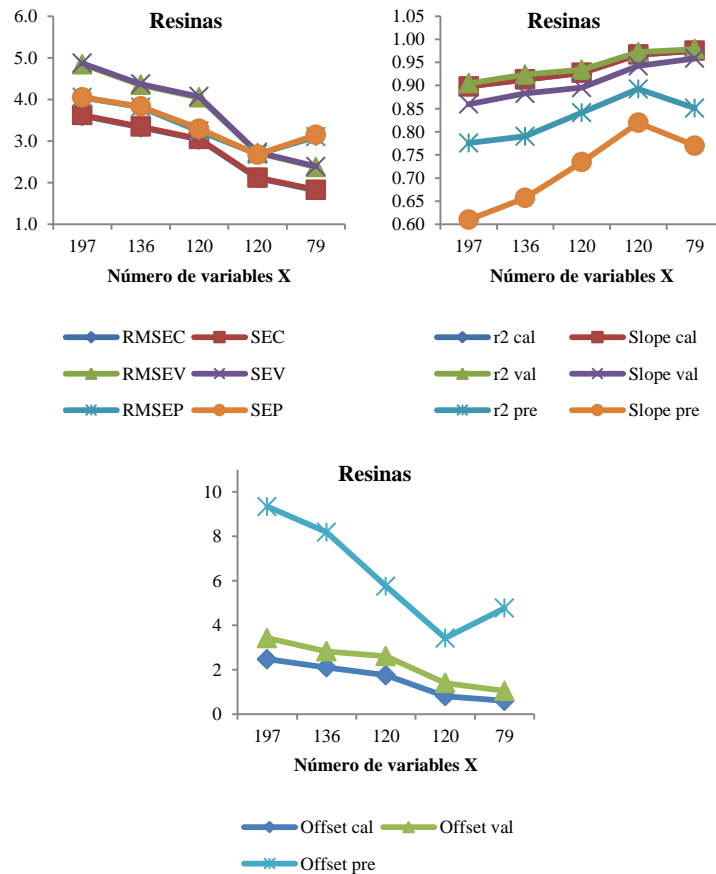 Resinas
6.0
5.0
4.0
3.0
2.0
1.0
197 136 120 120 79
Número de variables X
RMSEC SEC
RMSEV SEV
RMSEP SEP
Resinas
1.05
1.00
0.95
0.90
0.85
0.80
0.75
0.70
0.65
0.60
197 136 120 120 79
Número de variables X
r2 cal Slope cal
r2 val Slope val
r2 pre Slope pre
Resinas
10
8
6
4
2
0
197 136 120 120 79
Número de variables X
Offset cal Offset val
Offset pre